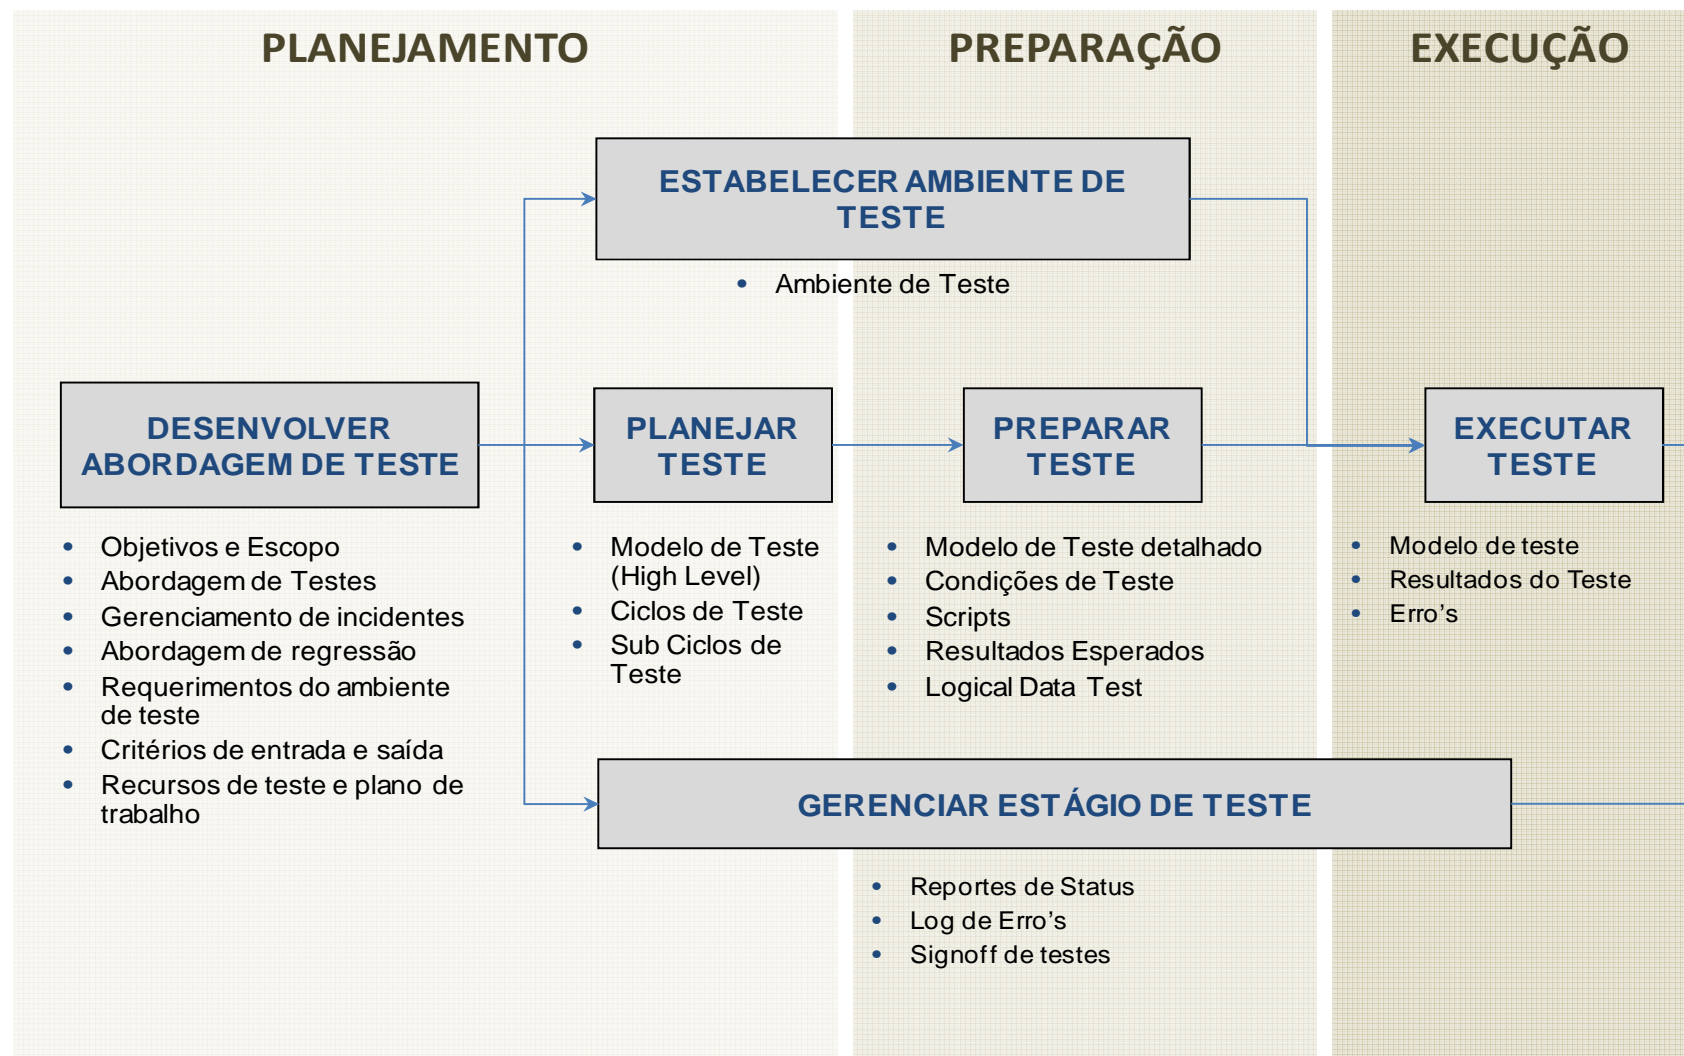 PLANEJAMENTO
PREPARAÇÃO
EXECUÇÃO
ESTABELECER AMBIENTE DE
TESTE
• Ambiente de Teste
DESENVOLVER
ABORDAGEM DE TESTE
PLANEJAR
TESTE
PREPARAR
TESTE
EXECUTAR
TESTE
• Objetivos e Escopo
• Abordagem de Testes
• Gerenciamento de incidentes
• Abordagem de regressão
• Requerimentos do ambiente
de teste
• Critérios de entrada e saída
• Recursos de teste e plano de
trabalho
• Modelo de Teste
(High Level)
• Ciclos de Teste
• Sub Ciclos de
Teste
• Modelo de Teste detalhado
• Condições de Teste
• Scripts
• Resultados Esperados
• Logical Data Test
• Modelo de teste
• Resultados do Teste
• Erro’s
GERENCIAR ESTÁGIO DE TESTE
• Reportes de Status
• Log de Erro’s
• Signoff de testes